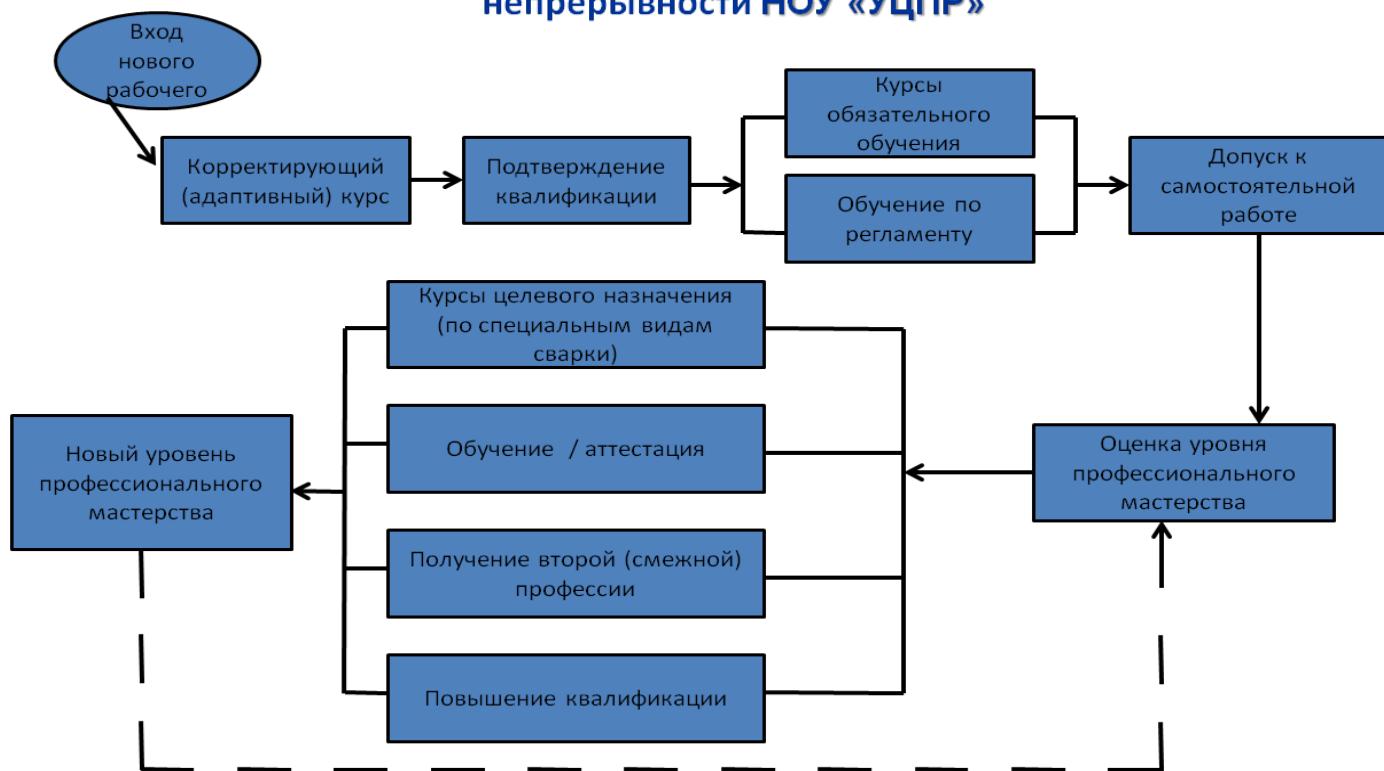 непрерывности НОУ «УЦПР»
Вход
нового
рабочего
Корректирующий
(адаптивный) курс
Подтверждение
квалификации
Курсы
обязательного
обучения
Обучение по
регламенту
Допуск к
самостоятельной
работе
Курсы целевого назначения
(по специальным видам
сварки)
Обучение / аттестация
Получение второй (смежной)
профессии
Повышение квалификации
Оценка уровня
профессионального
мастерства
Новый уровень
профессионального
мастерства